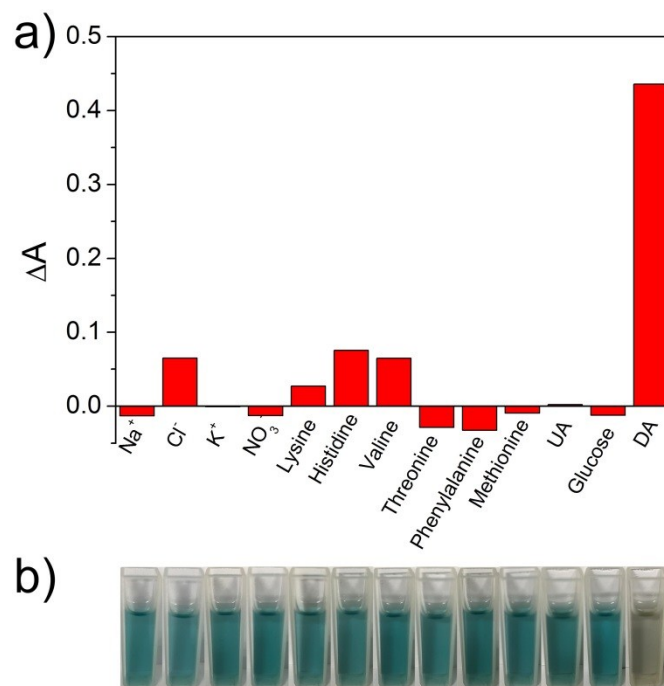 a)
0.5
0.4
0.3
0.2
0.1
0.0
ΔA
Na⁺
Cl⁻
K⁺
NO₃⁻
Lysine
Histidine
Valine
Threonine
Phenylalanine
Methionine
UA
Glucose
DA
b)